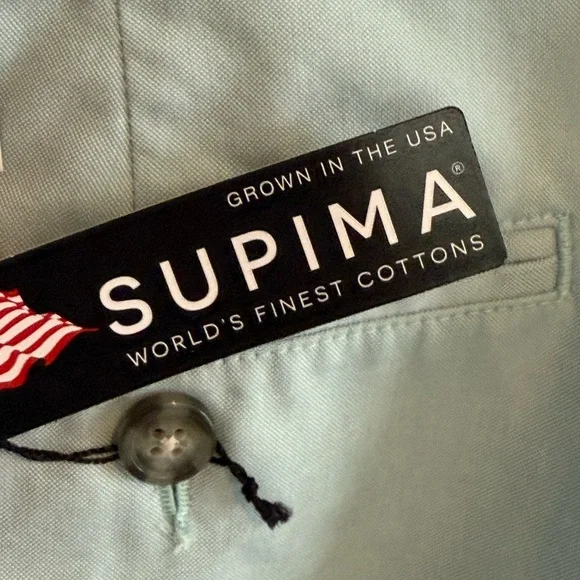 GROWN IN THE USA
SUPIMA®
WORLD'S FINEST COTTONS